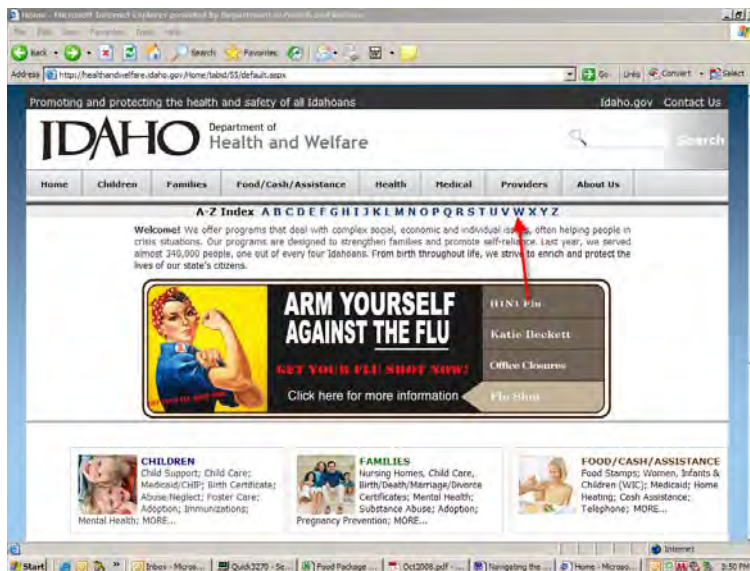 Home - Microsoft Internet Explorer provided by Department of Health and Welfare
Back
Search
Favorites
Address http://healthandwelfare.idaho.gov/Home/tabid/55/default.aspx
Go
Links
Convert
Select
Promoting and protecting the health and safety of all Idahoans
Idaho.gov Contact Us
IDAHO Department of Health and Welfare
Search
Home Children Families Food/Cash/Assistance Health Medical Providers About Us
A-Z Index A B C D E F G H I J K L M N O P Q R S T U V W X Y Z
Welcome! We offer programs that deal with complex social, economic and individual issues, often helping people in
crisis situations. Our programs are designed to strengthen families and promote self-reliance. Last year, we served
almost 340,000 people, one out of every four Idahoans. From birth throughout life, we strive to enrich and protect the
lives of our state's citizens.
ARM YOURSELF
AGAINST THE FLU
GET YOUR FLU SHOT NOW!
Click here for more information
H1N1 Flu
Katie Beckett
Office Closures
Flu Shot
CHILDREN
Child Support; Child Care;
Medicaid/CHIP; Birth Certificate;
Abuse/Neglect; Foster Care;
Adoption; Immunizations;
Mental Health; MORE...
FAMILIES
Nursing Homes, Child Care,
Birth/Death/Marriage/Divorce
Certificates; Mental Health;
Substance Abuse; Adoption;
Pregnancy Prevention; MORE...
FOOD/CASH/ASSISTANCE
Food Stamps; Women, Infants &
Children (WIC); Medicaid; Home
Heating; Cash Assistance;
Telephone; MORE...
Internet
Start
Inbox - Micros...
Quick3270 - Se...
Food Package ...
Oct2008.pdf - ...
Navigating the ...
Home - Microso...
3:50 PM